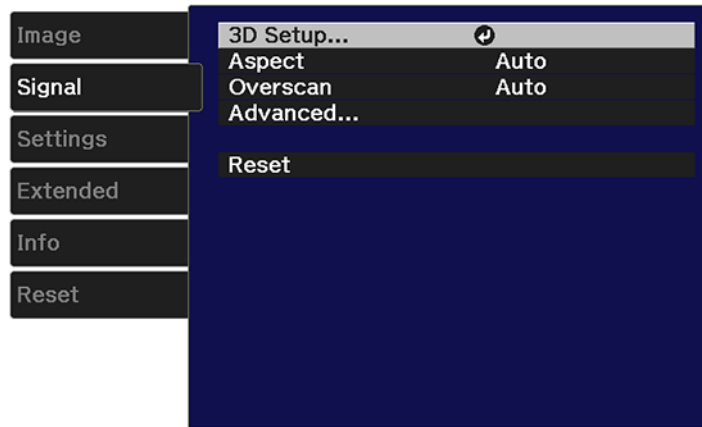 Image
Signal
Settings
Extended
Info
Reset
3D Setup...
Aspect Auto
Overscan Auto
Advanced...
Reset